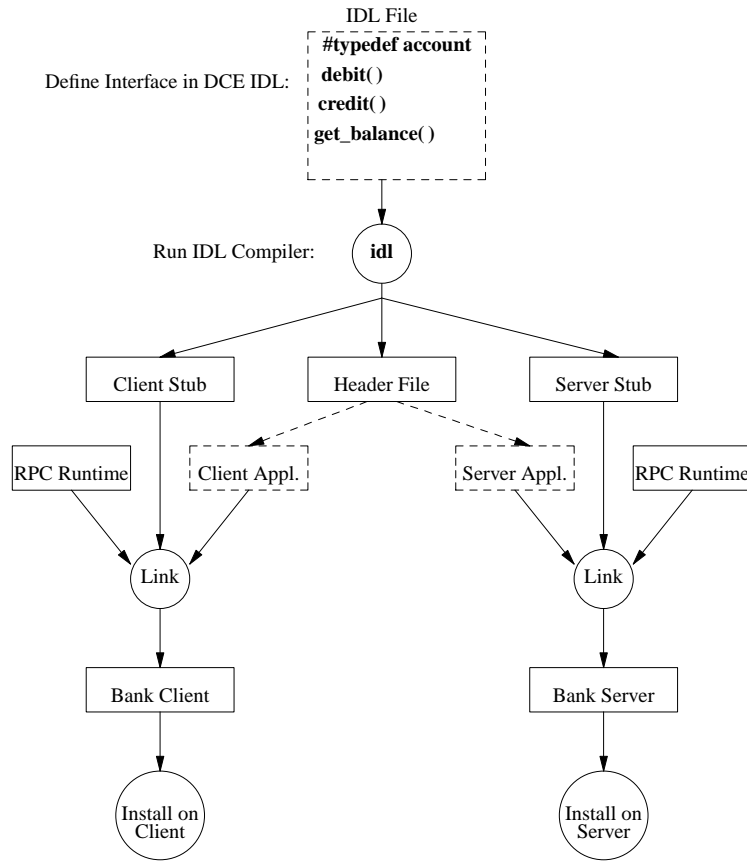 IDL File
#typedef account
Define Interface in DCE IDL:
debit( )
credit( )
get_balance( )
Run IDL Compiler:
idl
Client Stub
Header File
Server Stub
RPC Runtime
Client Appl.
Server Appl.
RPC Runtime
Link
Link
Bank Client
Bank Server
Install on
Client
Install on
Server